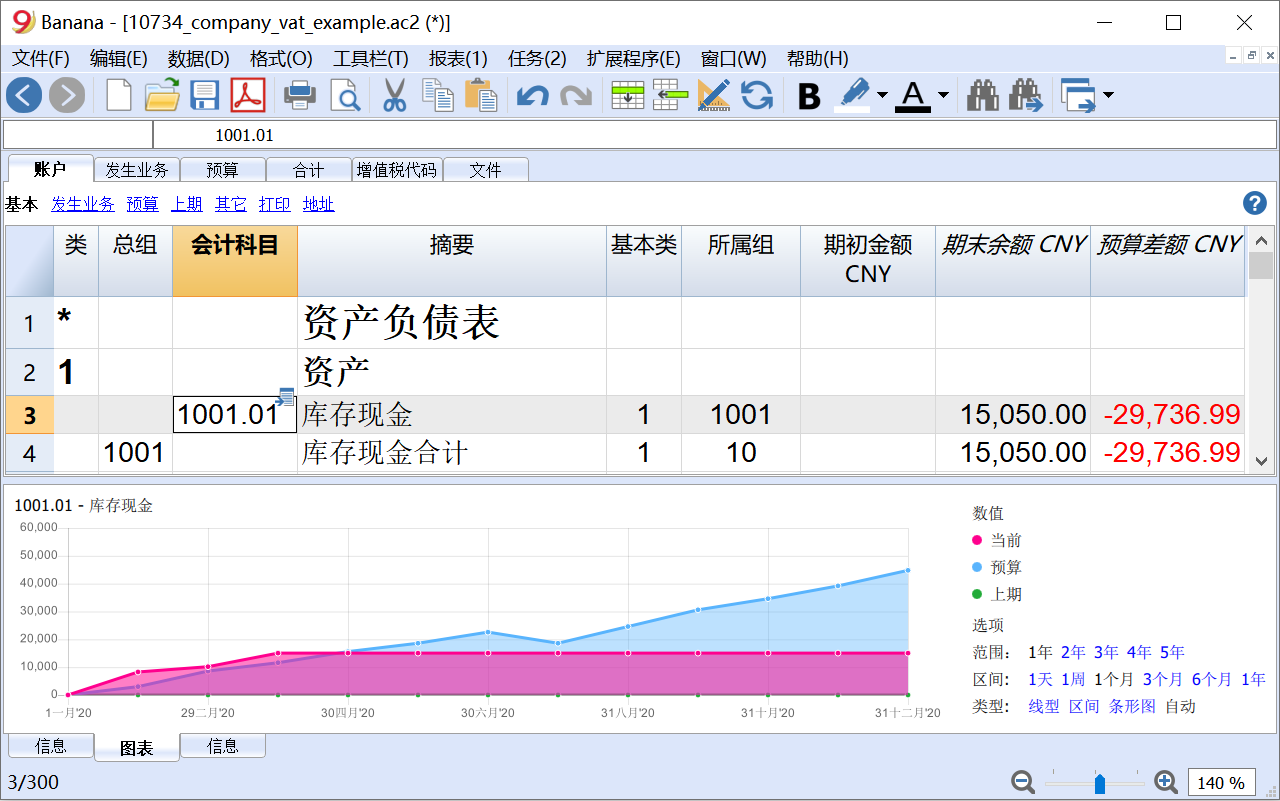 Banana - [10734_company_vat_example.ac2 (*)]
文件(F) 编辑(E) 数据(D) 格式(O) 工具栏(T) 报表(1) 任务(2) 扩展程序(E) 窗口(W) 帮助(H)
B A
1001.01
账户 发生业务 预算 合计 增值税代码 文件
基本 发生业务 预算 上期 其它 打印 地址 ?
类 总组 会计科目 摘要 基本类 所属组 期初金额 CNY 期末余额 CNY 预算差额 CNY
1 * 资产负债表
2 1 资产
3 1001.01 库存现金 1 1001 15,050.00 -29,736.99
4 1001 库存现金合计 1 10 15,050.00 -29,736.99
1001.01 - 库存现金
60,000
50,000
40,000
30,000
20,000
10,000
0
1一月'20 29二月'20 30四月'20 30六月'20 31八月'20 31十月'20 31十二月'20
数值
当前
预算
上期
选项
范围: 1年 2年 3年 4年 5年
区间: 1天 1周 1个月 3个月 6个月 1年
类型: 线型 区间 条形图 自动
信息 图表 信息
3/300 140 %